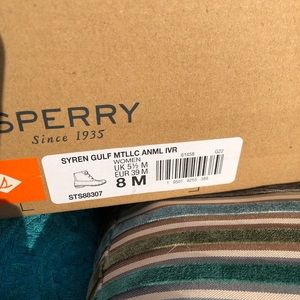 SPERRY
Since 1935
SYREN GULF MTLLC ANML IVR
WOMEN
UK 5½ M
EUR 39 M
8 M
STS88307